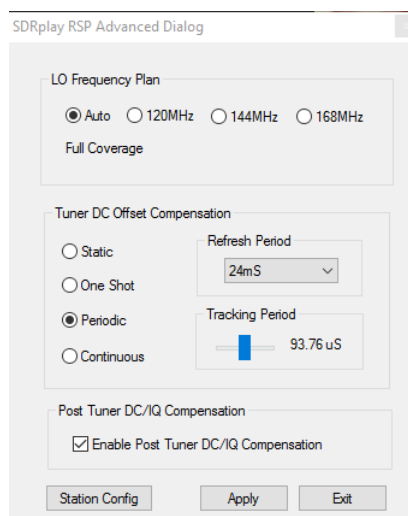 SDRplay RSP Advanced Dialog
LO Frequency Plan
Auto 120MHz 144MHz 168MHz
Full Coverage
Tuner DC Offset Compensation
Static
One Shot
Periodic
Continuous
Refresh Period
24mS
Tracking Period
93.76 uS
Post Tuner DC/IQ Compensation
Enable Post Tuner DC/IQ Compensation
Station Config Apply Exit